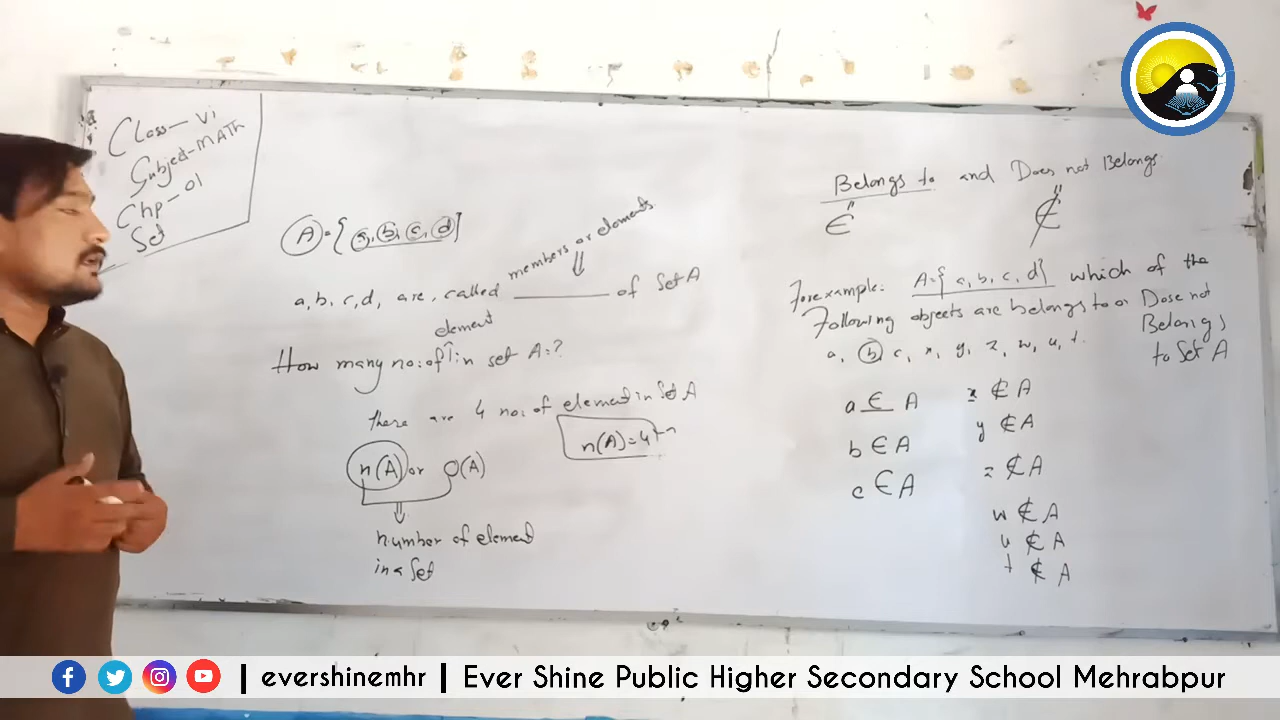 Class - VI
Subject - MATH
Chp - 01
Set
A = { a, b, c, d }
members or elements
a, b, c, d, are, called ________ of Set A
element
How many no: of in set A = ?
there are 4 no: of element in Set A
n(A) = 4
n(A) or O(A)
number of element
in a Set
Belongs to and Does not Belongs
∈ ∉
For example: A = { a, b, c, d } which of the
Following objects are belongs to or Dose not
Belongs
to Set A
a, b, c, x, y, z, w, u, t.
a ∈ A x ∉ A
b ∈ A y ∉ A
c ∈ A z ∉ A
w ∉ A
u ∉ A
t ∉ A
| evershinemhr | Ever Shine Public Higher Secondary School Mehrabpur